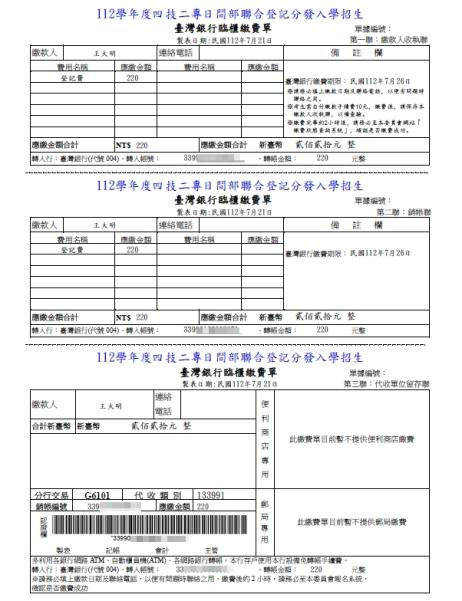 112學年度四技二專日間部聯合登記分發入學招生
臺灣銀行臨櫃繳費單
單據編號：
製表日期:民國112年7月21日
第一聯：繳款人收執聯
繳款人 王大明 連絡電話 備註欄
費用名稱 應繳金額 費用名稱 應繳金額
登記費 220
臺灣銀行繳費期限：民國112年7月26日
※請務必填上繳款日期及聯絡電話，以便有問題時
聯絡之用。
※考生需自付繳款手續費10元，繳費後，請保存本
繳款人收執聯，以備查驗。
※繳費完畢約2小時後，請務必至本委員會網站「
繳費狀態查詢系統」，確認是否繳費成功。
應繳金額合計 NT$ 220 新臺幣 貳佰貳拾元 整
轉入行：臺灣銀行(代號 004)、轉入帳號： 339 、轉帳金額： 220 元整
112學年度四技二專日間部聯合登記分發入學招生
臺灣銀行臨櫃繳費單
單據編號：
製表日期:民國112年7月21日
第二聯：銷帳聯
繳款人 王大明 連絡電話 備註欄
費用名稱 應繳金額 費用名稱 應繳金額
登記費 220
臺灣銀行繳費期限：民國112年7月26日
應繳金額合計 NT$ 220 新臺幣 貳佰貳拾元 整
轉入行：臺灣銀行(代號 004)、轉入帳號： 339 、轉帳金額： 220 元整
112學年度四技二專日間部聯合登記分發入學招生
臺灣銀行臨櫃繳費單
單據編號：
製表日期:民國112年7月21日
第三聯：代收單位留存聯
繳款人 王大明 連絡電話
便利商店專用
此繳費單目前暫不提供便利商店繳費
合計新臺幣 新臺幣 貳佰貳拾元 整
分行交易 G6101 代收類別 133991
銷帳編號 339 應繳金額 220
郵局專用
此繳費單目前暫不提供郵局繳費
認證欄
*33990
製表 記帳 會計 主管
多利用各銀行網路 ATM、自動櫃員機(ATM)、各網路銀行轉帳，本行存戶使用本行設備免轉帳手續費。
轉入行：臺灣銀行(代號 004)、轉入帳號： 33 、轉帳金額： 220 元整
※請務必填上繳款日期及聯絡電話，以便有問題時聯絡之用，繳費後約 2 小時，請務必至本委員會報名系統，
確認是否繳費成功